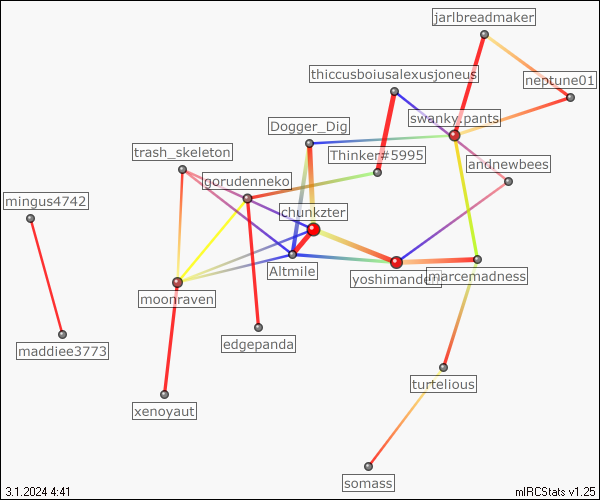 jarlbreadmaker
thiccusboiusalexusjoneus
neptune01
swanky.pants
Dogger_Dig
trash_skeleton
Thinker#5995
andnewbees
gorudenneko
mingus4742
chunkzter
Altmile
yoshimande
marcemadness
moonraven
edgepanda
maddiee3773
turtelious
xenoyaut
somass
3.1.2024 4:41
mIRCStats v1.25